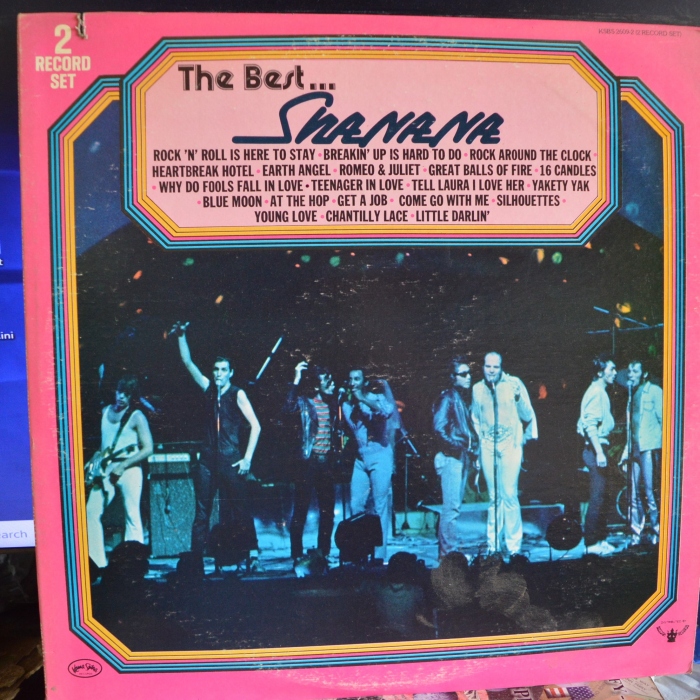 2
RECORD
SET
The Best...
SHANANA
ROCK 'N' ROLL IS HERE TO STAY • BREAKIN' UP IS HARD TO DO • ROCK AROUND THE CLOCK •
HEARTBREAK HOTEL • EARTH ANGEL • ROMEO & JULIET • GREAT BALLS OF FIRE • 16 CANDLES
• WHY DO FOOLS FALL IN LOVE • TEENAGER IN LOVE • TELL LAURA I LOVE HER • YAKETY YAK
• BLUE MOON • AT THE HOP • GET A JOB • COME GO WITH ME • SILHOUETTES •
YOUNG LOVE • CHANTILLY LACE • LITTLE DARLIN'
ini
earch